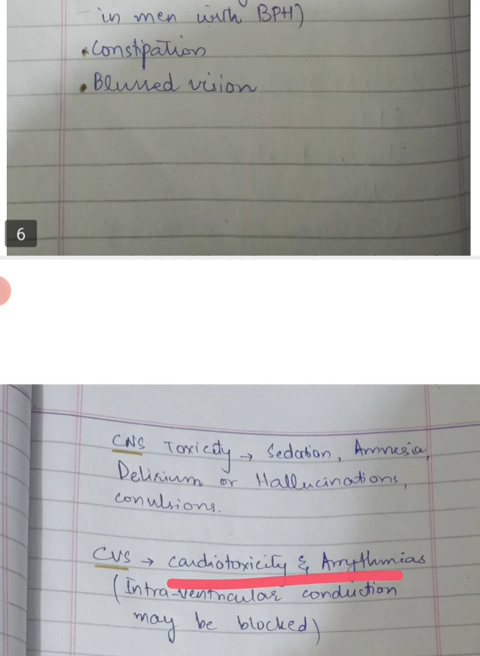 in men with BPH)
• Constipation
• Blurred vision
6
CNS Toxicity → Sedation, Amnesia,
Delirium or Hallucinations,
convulsions.
CVS → Cardiotoxicity & Arrythmias
(Intra-ventricular conduction
may be blocked)